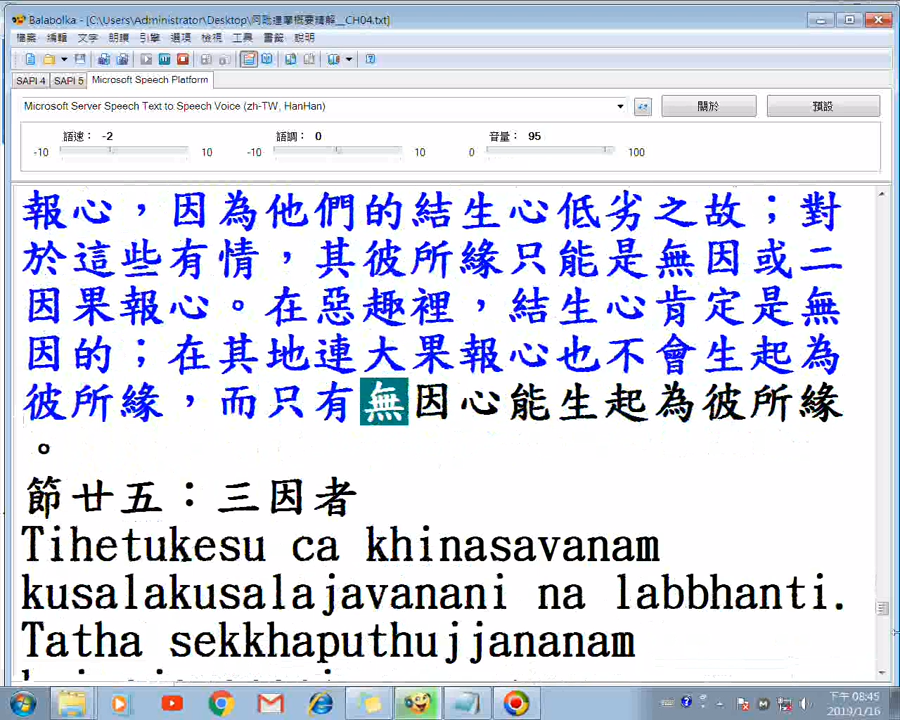 Balabolka - [C:\Users\Administrator\Desktop\阿毗達摩概要精解__CH04.txt]
檔案 編輯 文字 朗讀 引擎 選項 檢視 工具 書籤 說明
SAPI 4 SAPI 5 Microsoft Speech Platform
Microsoft Server Speech Text to Speech Voice (zh-TW, HanHan) 關於 預設
語速： -2 語調： 0 音量： 95
-10 10 -10 10 0 100
報心，因為他們的結生心低劣之故；對
於這些有情，其彼所緣只能是無因或二
因果報心。在惡趣裡，結生心肯定是無
因的；在其地連大果報心也不會生起為
彼所緣，而只有無因心能生起為彼所緣
。
節廿五：三因者
Tihetukesu ca khinasavanam
kusalakusalajavanani na labbhanti.
Tatha sekkhaputhujjananam
下午 08:45
2019/1/16